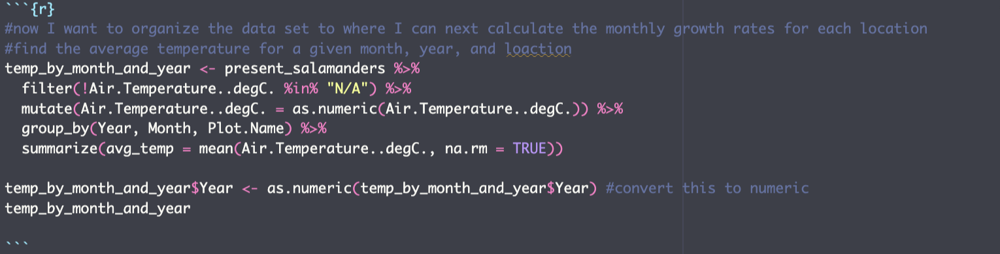 ```{r}
#now I want to organize the data set to where I can next calculate the monthly growth rates for each location
#find the average temperature for a given month, year, and loaction
temp_by_month_and_year <- present_salamanders %>%
  filter(!Air.Temperature..degC. %in% "N/A") %>%
  mutate(Air.Temperature..degC. = as.numeric(Air.Temperature..degC.)) %>%
  group_by(Year, Month, Plot.Name) %>%
  summarize(avg_temp = mean(Air.Temperature..degC., na.rm = TRUE))

temp_by_month_and_year$Year <- as.numeric(temp_by_month_and_year$Year) #convert this to numeric
temp_by_month_and_year

```